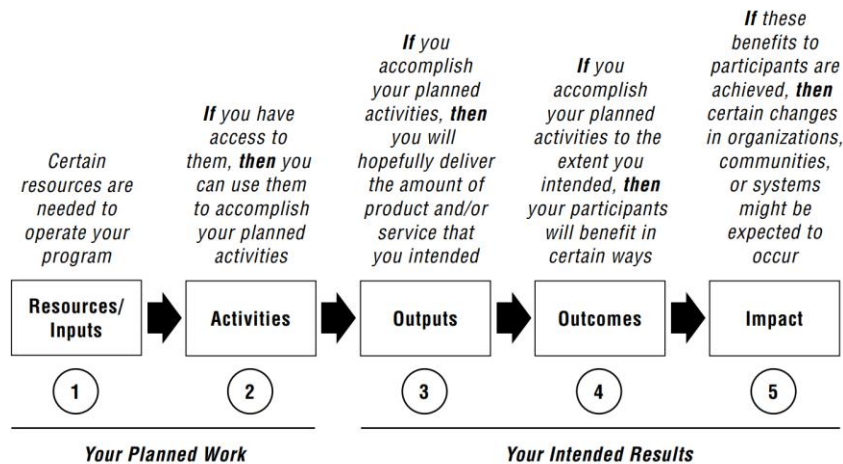 Certain
resources are
needed to
operate your
program
If you have
access to
them, then you
can use them
to accomplish
your planned
activities
If you
accomplish
your planned
activities, then
you will
hopefully deliver
the amount of
product and/or
service that
you intended
If you
accomplish
your planned
activities to the
extent you
intended, then
your participants
will benefit in
certain ways
If these
benefits to
participants are
achieved, then
certain changes
in organizations,
communities,
or systems
might be
expected to
occur
Resources/
Inputs
Activities
Outputs
Outcomes
Impact
1
2
3
4
5
Your Planned Work
Your Intended Results